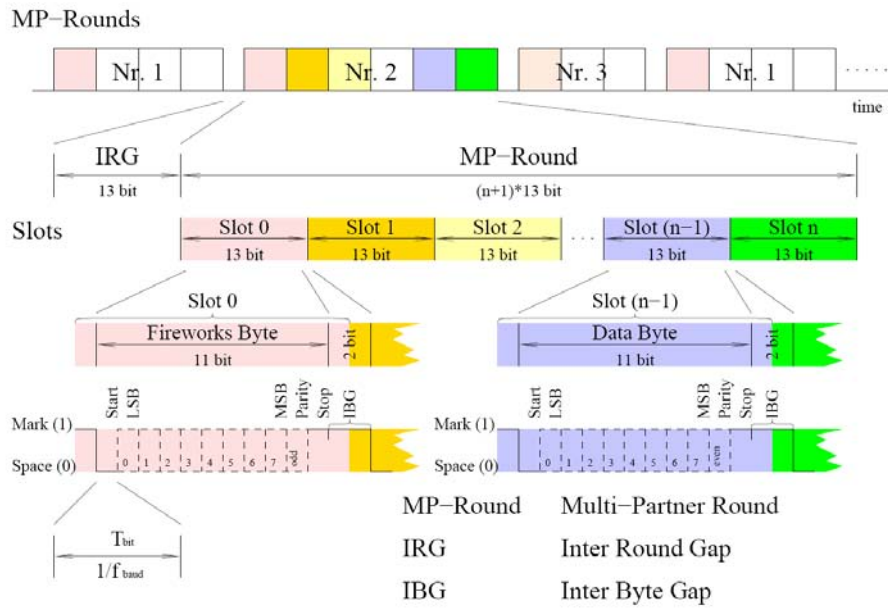 MP−Rounds
Nr. 1 Nr. 2 Nr. 3 Nr. 1 ·····
time
IRG MP−Round
13 bit (n+1)*13 bit
Slots Slot 0 Slot 1 Slot 2 ···· Slot (n−1) Slot n
13 bit 13 bit 13 bit 13 bit 13 bit
Slot 0 Slot (n−1)
Fireworks Byte 2 bit Data Byte 2 bit
11 bit 11 bit
Start LSB MSB Parity Stop IBG Start LSB MSB Parity Stop IBG
Mark (1) Mark (1)
Space (0) 0 1 2 3 4 5 6 7 odd Space (0) 0 1 2 3 4 5 6 7 even
MP−Round Multi−Partner Round
Tbit
IRG Inter Round Gap
1/f baud
IBG Inter Byte Gap